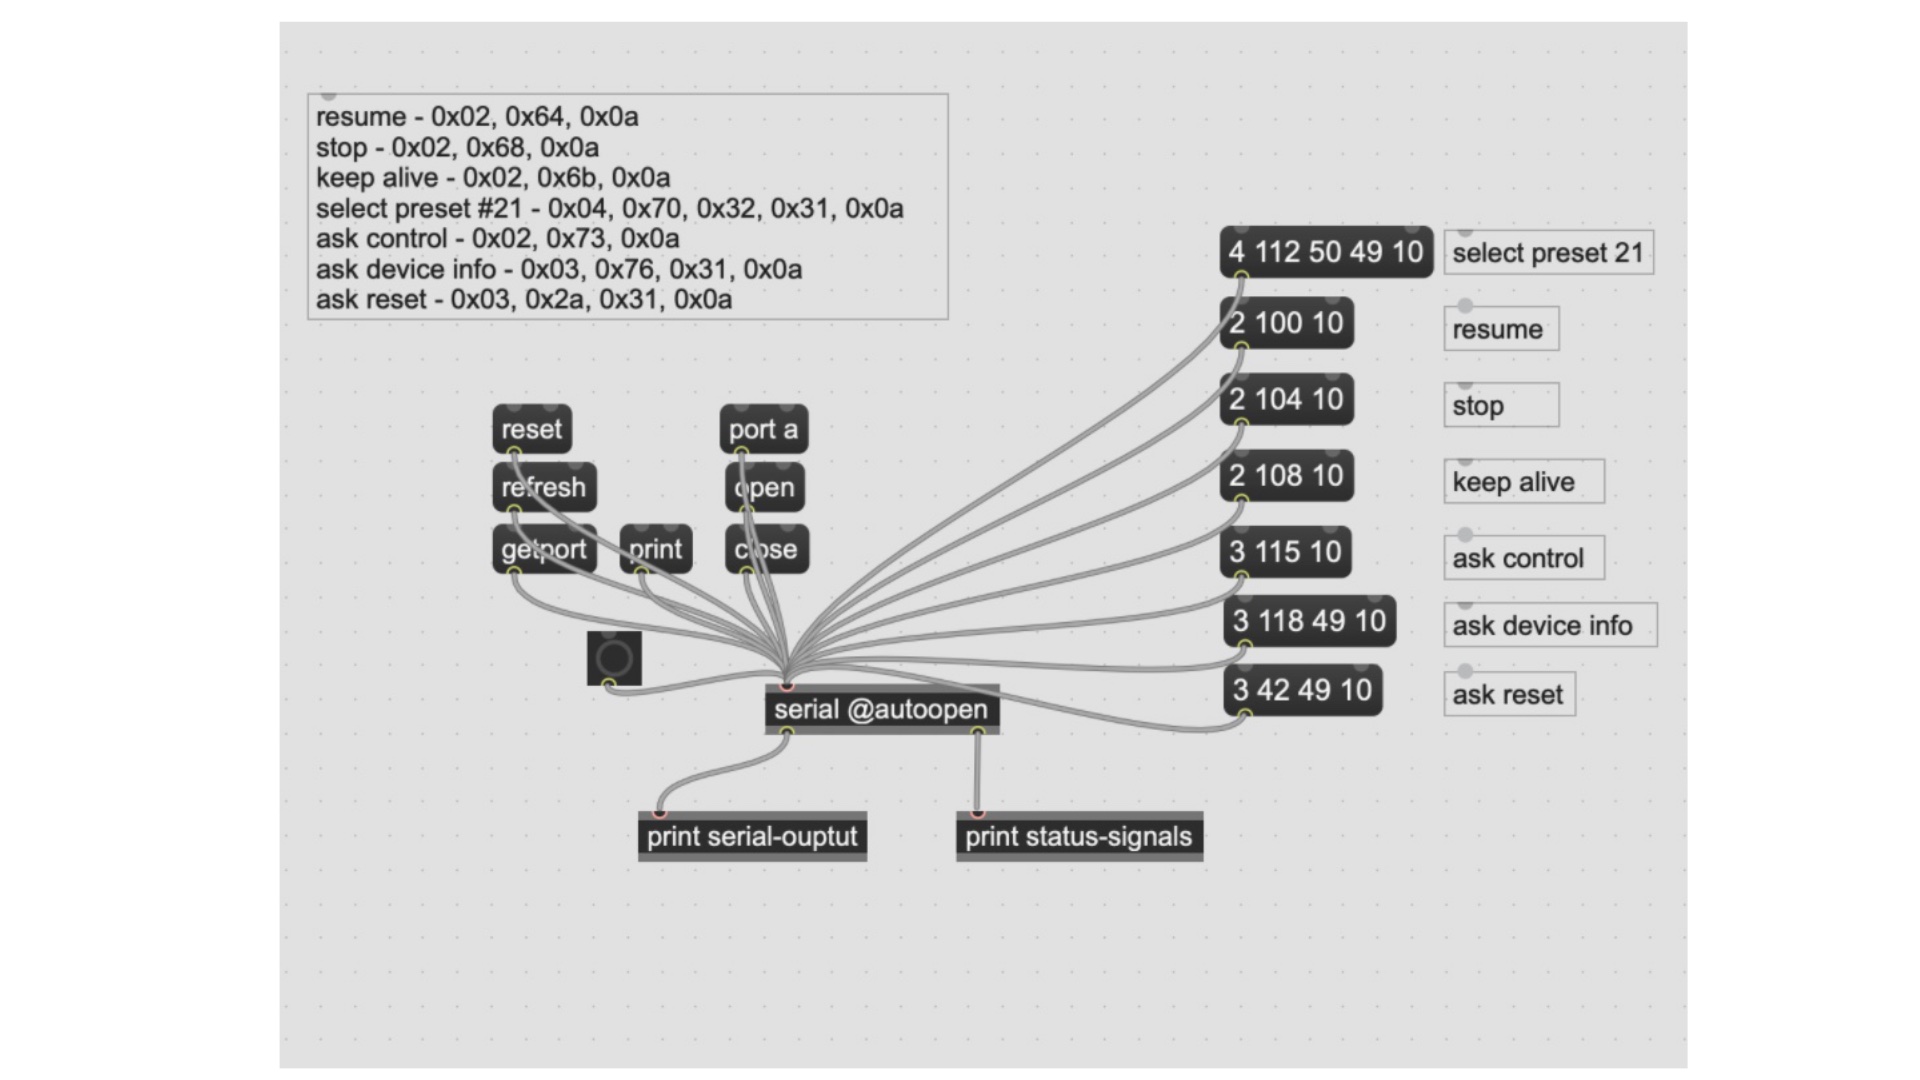 resume - 0x02, 0x64, 0x0a
stop - 0x02, 0x68, 0x0a
keep alive - 0x02, 0x6b, 0x0a
select preset #21 - 0x04, 0x70, 0x32, 0x31, 0x0a
ask control - 0x02, 0x73, 0x0a
ask device info - 0x03, 0x76, 0x31, 0x0a
ask reset - 0x03, 0x2a, 0x31, 0x0a
4 112 50 49 10
select preset 21
2 100 10
resume
2 104 10
stop
2 108 10
keep alive
3 115 10
ask control
3 118 49 10
ask device info
3 42 49 10
ask reset
reset
port a
refresh
open
getport
print
close
serial @autoopen
print serial-ouptut
print status-signals